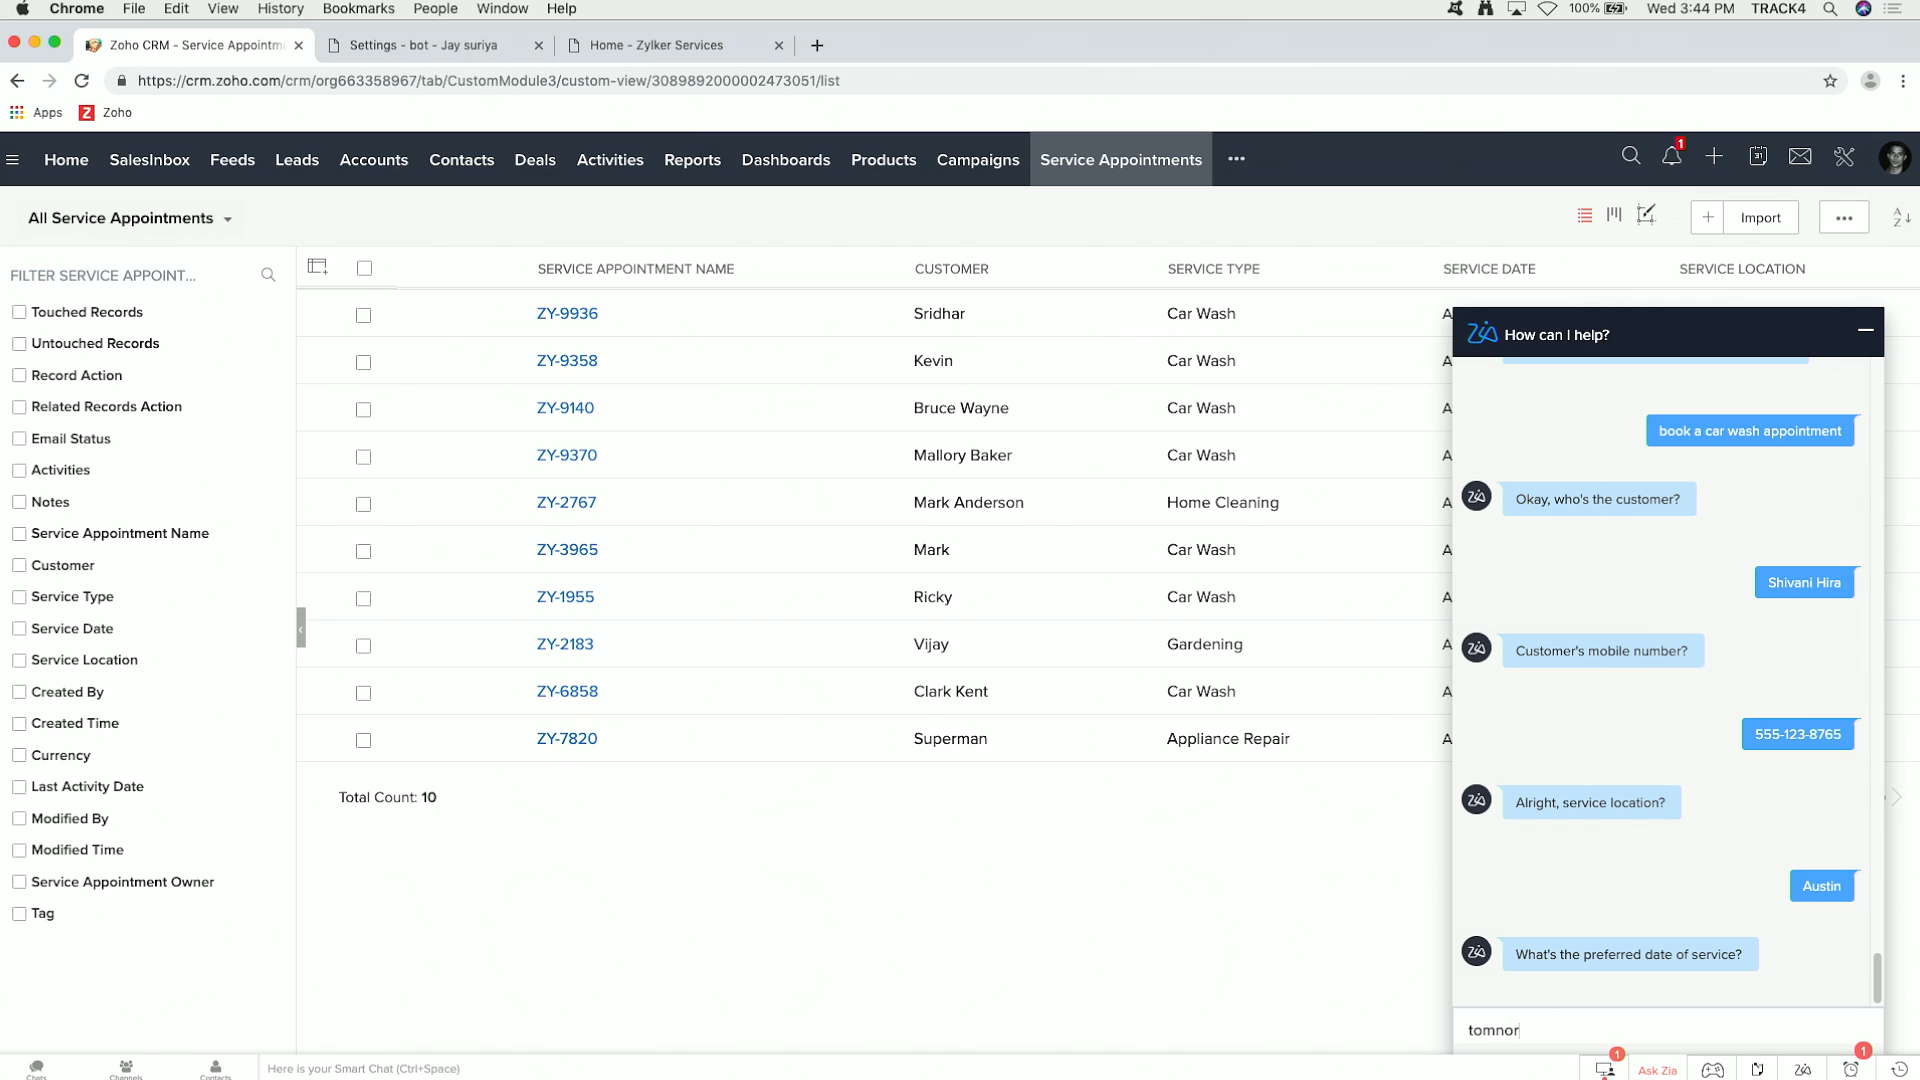 Chrome File Edit View History Bookmarks People Window Help 100% Wed 3:44 PM TRACK4
Zoho CRM - Service Appointm
Settings - bot - Jay suriya
Home - Zylker Services
https://crm.zoho.com/crm/org663358967/tab/CustomModule3/custom-view/3089892000002473051/list
Apps Zoho
Home SalesInbox Feeds Leads Accounts Contacts Deals Activities Reports Dashboards Products Campaigns Service Appointments ••• 31 1
All Service Appointments
Import •••
FILTER SERVICE APPOINT...
Touched Records
Untouched Records
Record Action
Related Records Action
Email Status
Activities
Notes
Service Appointment Name
Customer
Service Type
Service Date
Service Location
Created By
Created Time
Currency
Last Activity Date
Modified By
Modified Time
Service Appointment Owner
Tag
SERVICE APPOINTMENT NAME CUSTOMER SERVICE TYPE SERVICE DATE SERVICE LOCATION
ZY-9936 Sridhar Car Wash A
ZY-9358 Kevin Car Wash A
ZY-9140 Bruce Wayne Car Wash A
ZY-9370 Mallory Baker Car Wash A
ZY-2767 Mark Anderson Home Cleaning A
ZY-3965 Mark Car Wash A
ZY-1955 Ricky Car Wash A
ZY-2183 Vijay Gardening A
ZY-6858 Clark Kent Car Wash A
ZY-7820 Superman Appliance Repair A
Total Count: 10
Zia How can I help?
book a car wash appointment
Okay, who's the customer?
Shivani Hira
Customer's mobile number?
555-123-8765
Alright, service location?
Austin
What's the preferred date of service?
tomnor
Chats Channels Contacts
Here is your Smart Chat (Ctrl+Space)
1 Ask Zia 1